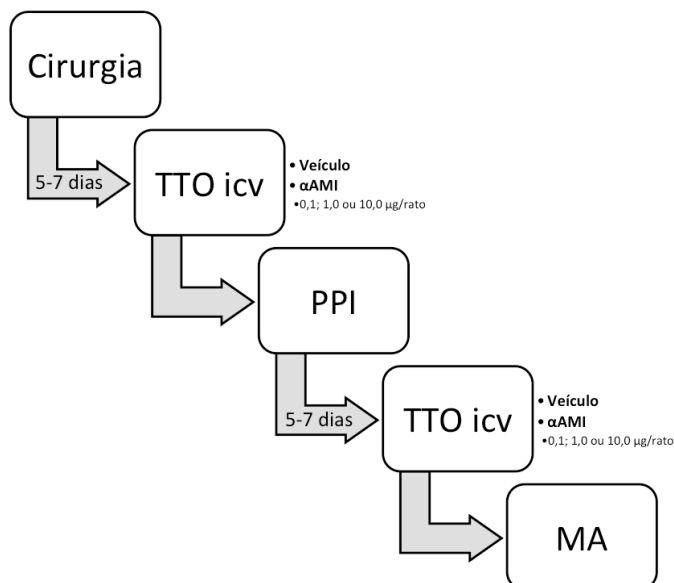 Cirurgia
5-7 dias
TTO icv
• Veículo
• αAMI
•0,1; 1,0 ou 10,0 µg/rato
PPI
5-7 dias
TTO icv
• Veículo
• αAMI
•0,1; 1,0 ou 10,0 µg/rato
MA